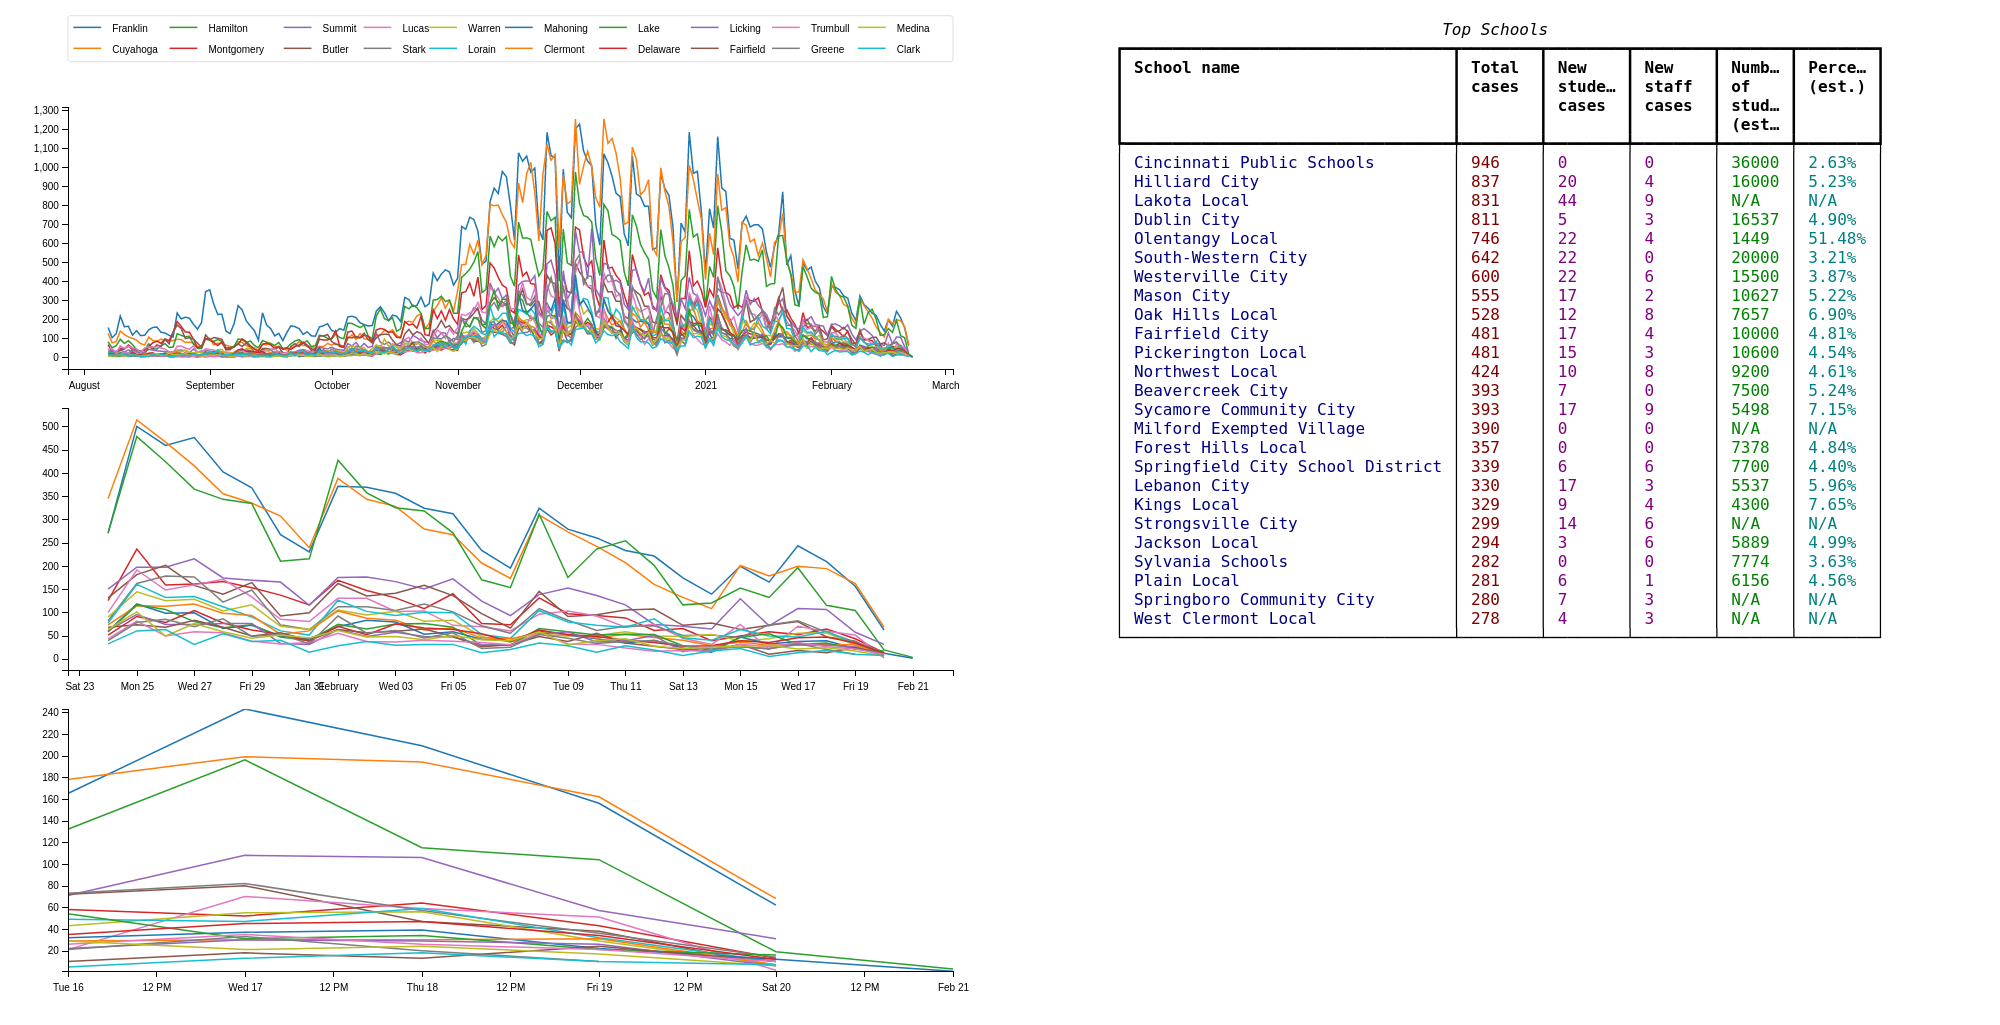 Franklin Hamilton Summit Lucas Warren Mahoning Lake Licking Trumbull Medina
Cuyahoga Montgomery Butler Stark Lorain Clermont Delaware Fairfield Greene Clark
1,300
1,200
1,100
1,000
900
800
700
600
500
400
300
200
100
0
August September October November December 2021 February March
500
450
400
350
300
250
200
150
100
50
0
Sat 23 Mon 25 Wed 27 Fri 29 Jan 31 February Wed 03 Fri 05 Feb 07 Tue 09 Thu 11 Sat 13 Mon 15 Wed 17 Fri 19 Feb 21
240
220
200
180
160
140
120
100
80
60
40
20
Tue 16 12 PM Wed 17 12 PM Thu 18 12 PM Fri 19 12 PM Sat 20 12 PM Feb 21
Top Schools
School name Total New New Numb… Perce…
cases stude… staff of (est.)
cases cases stud…
(est…
Cincinnati Public Schools 946 0 0 36000 2.63%
Hilliard City 837 20 4 16000 5.23%
Lakota Local 831 44 9 N/A N/A
Dublin City 811 5 3 16537 4.90%
Olentangy Local 746 22 4 1449 51.48%
South-Western City 642 22 0 20000 3.21%
Westerville City 600 22 6 15500 3.87%
Mason City 555 17 2 10627 5.22%
Oak Hills Local 528 12 8 7657 6.90%
Fairfield City 481 17 4 10000 4.81%
Pickerington Local 481 15 3 10600 4.54%
Northwest Local 424 10 8 9200 4.61%
Beavercreek City 393 7 0 7500 5.24%
Sycamore Community City 393 17 9 5498 7.15%
Milford Exempted Village 390 0 0 N/A N/A
Forest Hills Local 357 0 0 7378 4.84%
Springfield City School District 339 6 6 7700 4.40%
Lebanon City 330 17 3 5537 5.96%
Kings Local 329 9 4 4300 7.65%
Strongsville City 299 14 6 N/A N/A
Jackson Local 294 3 6 5889 4.99%
Sylvania Schools 282 0 0 7774 3.63%
Plain Local 281 6 1 6156 4.56%
Springboro Community City 280 7 3 N/A N/A
West Clermont Local 278 4 3 N/A N/A